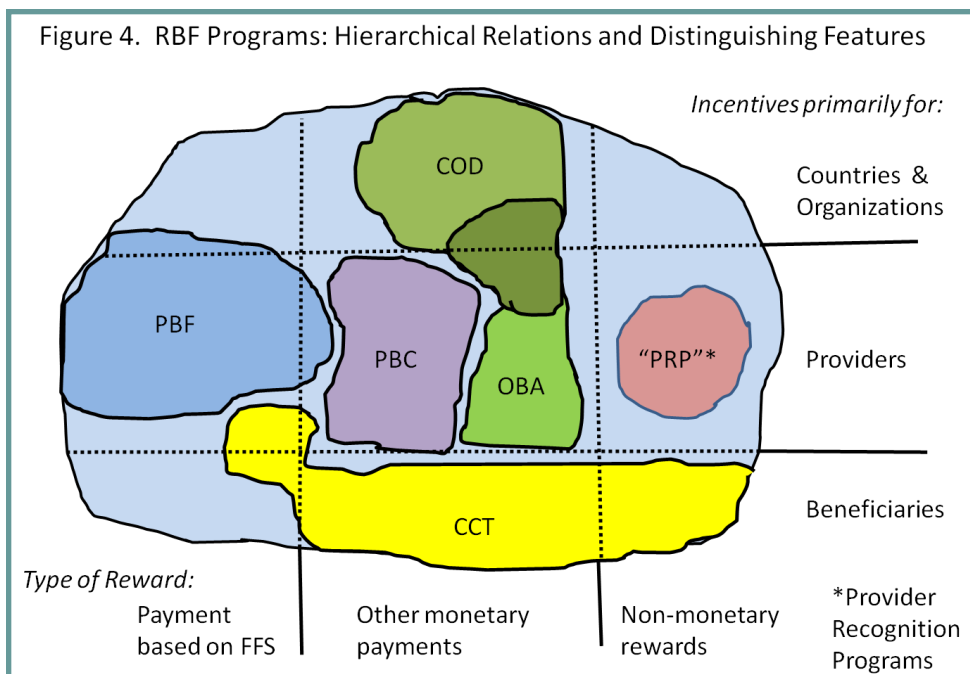 Figure 4.  RBF Programs: Hierarchical Relations and Distinguishing Features
Incentives primarily for:
COD
Countries &
Organizations
PBF
PBC
OBA
“PRP”*
Providers
CCT
Beneficiaries
Type of Reward:
Payment
based on FFS
Other monetary
payments
Non-monetary
rewards
*Provider
Recognition
Programs